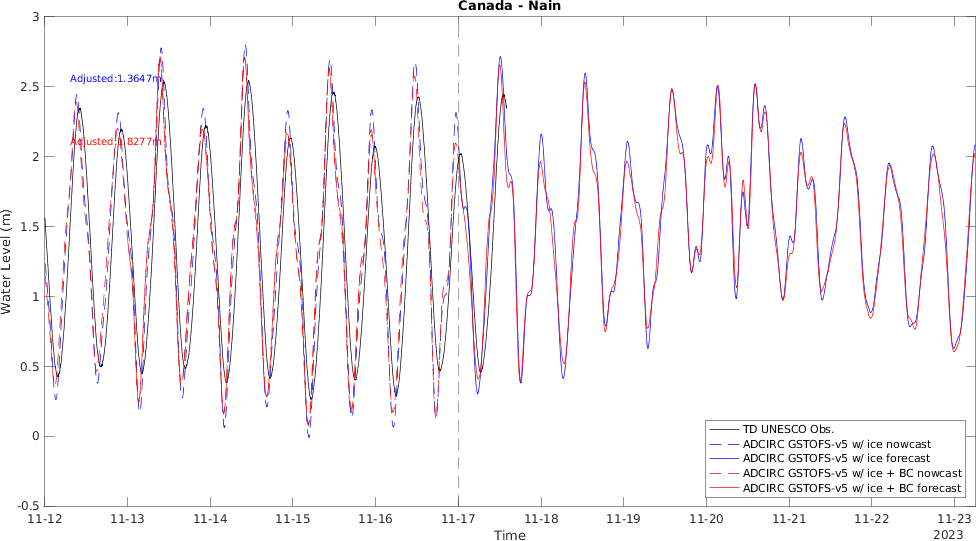 Canada - Nain
3
2.5
2
1.5
1
0.5
0
-0.5
Water Level (m)
Adjusted:1.3647m
Adjusted:1.8277m
TD UNESCO Obs.
ADCIRC GSTOFS-v5 w/ ice nowcast
ADCIRC GSTOFS-v5 w/ ice forecast
ADCIRC GSTOFS-v5 w/ ice + BC nowcast
ADCIRC GSTOFS-v5 w/ ice + BC forecast
11-12 11-13 11-14 11-15 11-16 11-17 11-18 11-19 11-20 11-21 11-22 11-23
Time
2023